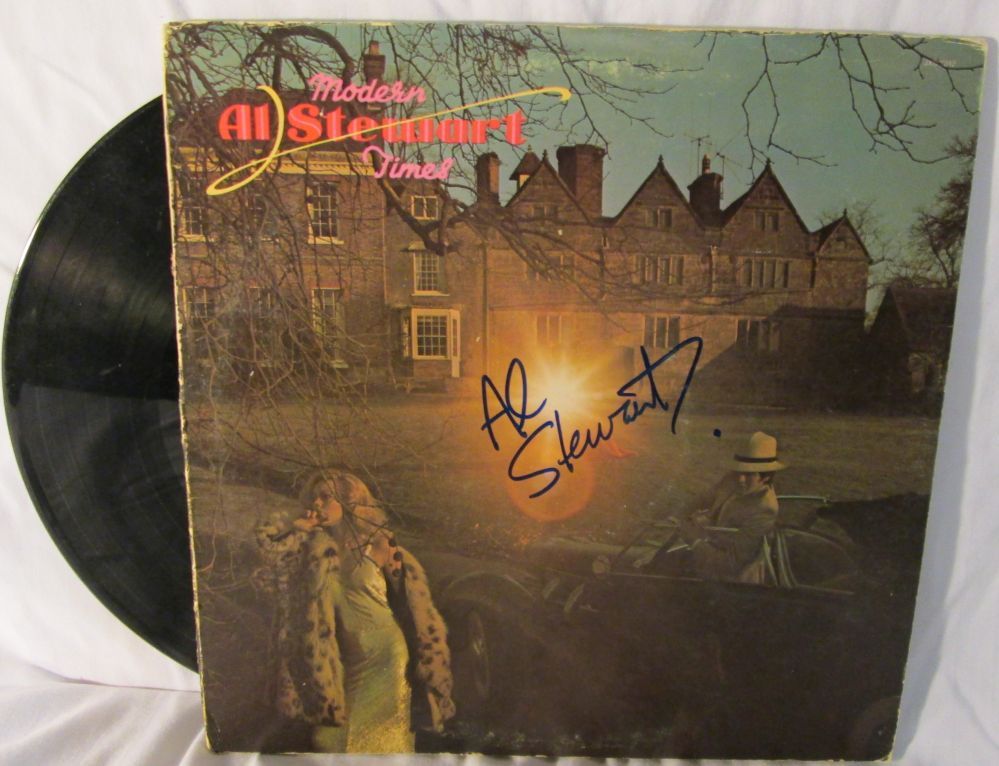 Modern
Al Stewart
Times
Al
Stewart